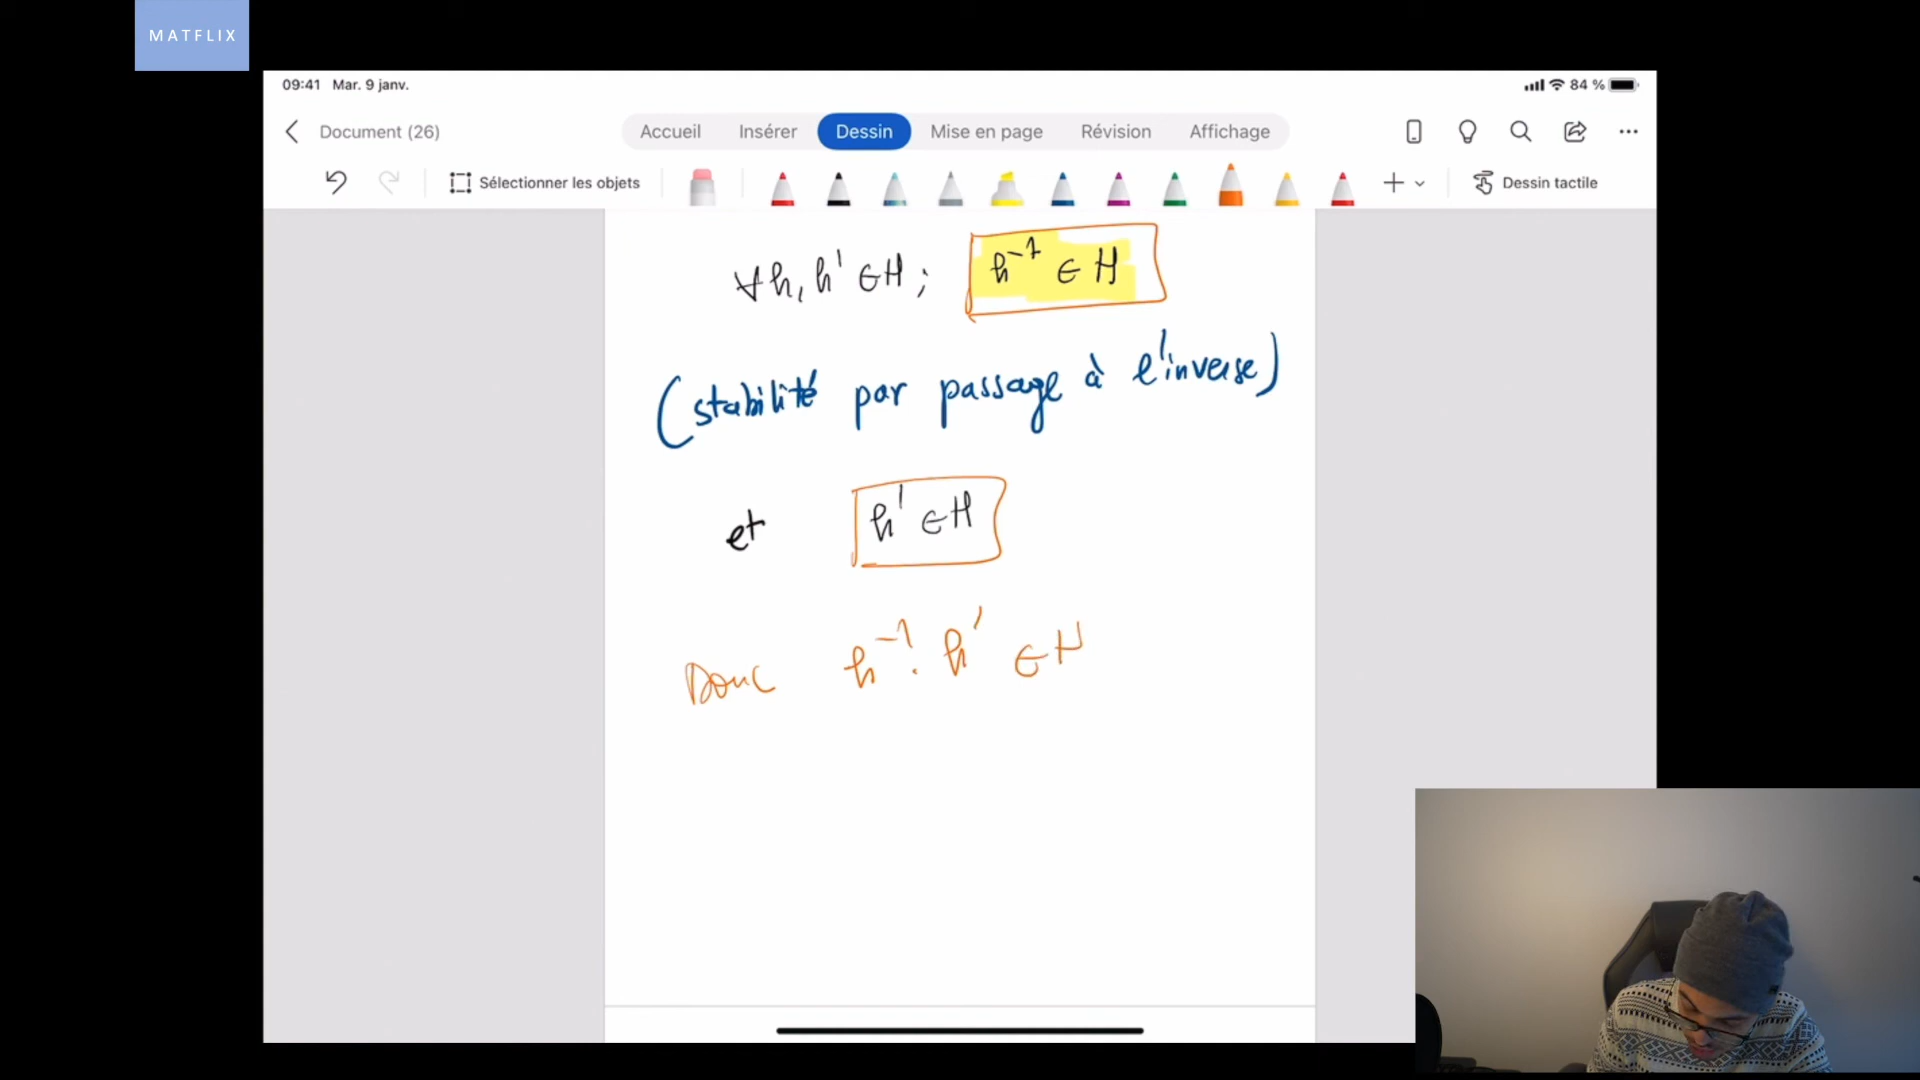 MATFLIX
09:41 Mar. 9 janv. 84 %
Document (26) Accueil Insérer Dessin Mise en page Révision Affichage
Sélectionner les objets Dessin tactile
∀h, h' ∈ H ; h⁻¹ ∈ H
(stabilité par passage à l'inverse)
et h' ∈ H
Donc h⁻¹. h' ∈ H